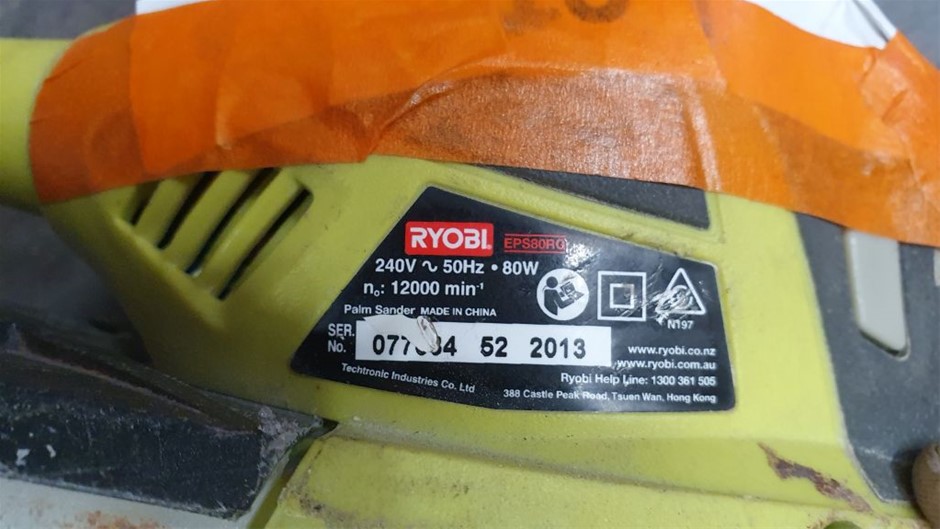 RYOBI
EPS80RO
240V ∿ 50Hz • 80W
n₀: 12000 min⁻¹
Palm Sander MADE IN CHINA
N197
SER.
No.
52 2013
www.ryobi.co.nz
www.ryobi.com.au
Ryobi Help Line: 1300 361 505
Techtronic Industries Co. Ltd
388 Castle Peak Road, Tsuen Wan, Hong Kong